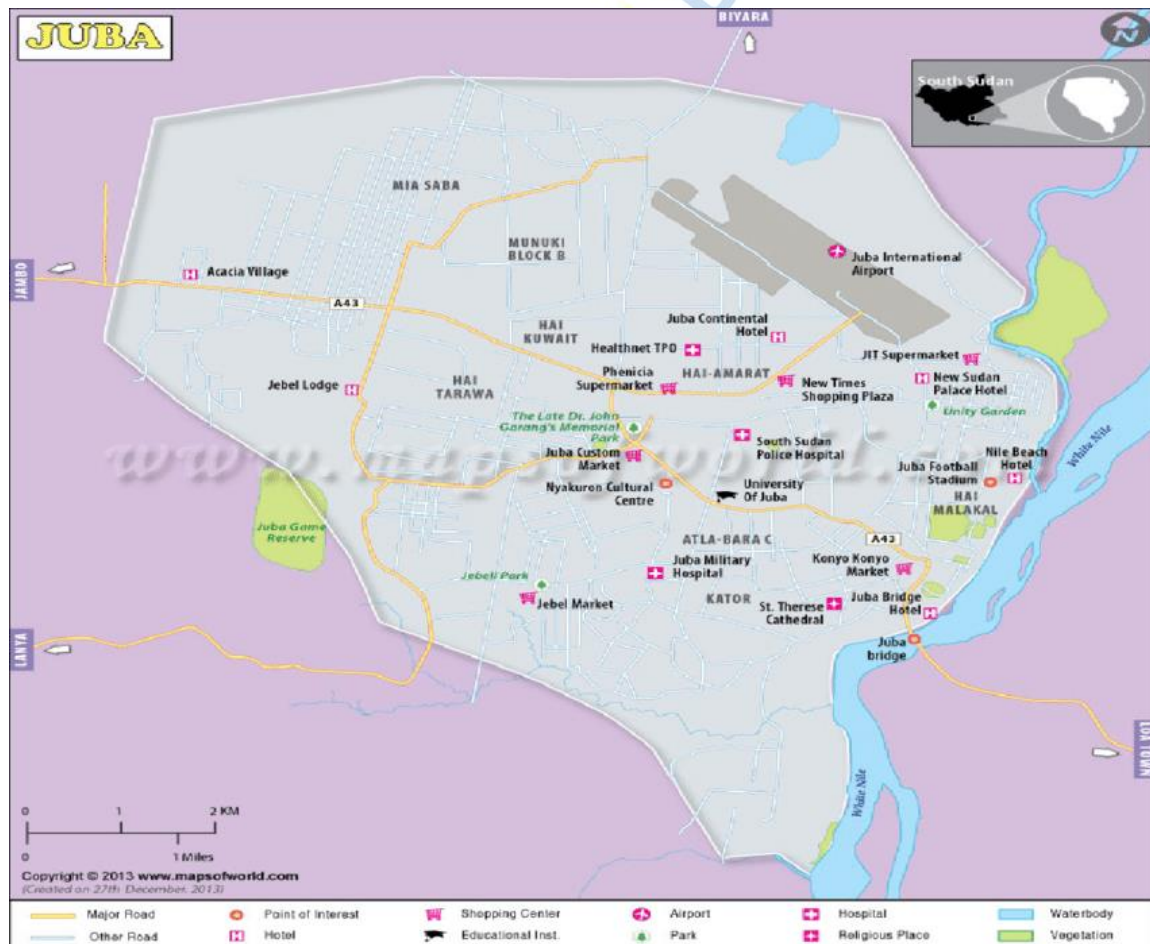 BIYARA
JUBA
N
South Sudan
MIA SABA
MUNUKI
BLOCK B
Juba International
Airport
JAMBO
Acacia Village
A43
HAI
KUWAIT
Juba Continental
Hotel
Healthnet TPO
JIT Supermarket
Phenicia
Supermarket
HAI-AMARAT
New Times
Shopping Plaza
New Sudan
Palace Hotel
Jebel Lodge
HAI
TARAWA
Unity Garden
The Late Dr. John
Garang's Memorial
Park
www.mapsofworld.com
South Sudan
Police Hospital
Juba Custom
Market
White Nile
Nile Beach
Hotel
Juba Football
Stadium
Nyakuron Cultural
Centre
University
Of Juba
HAI
MALAKAL
Juba Game
Reserve
ATLA-BARA C
A43
Juba Military
Hospital
Konyo Konyo
Market
Jebell Park
Jebel Market
KATOR
St. Therese
Cathedral
Juba Bridge
Hotel
LANYA
Juba
bridge
LOA TOWN
White Nile
0 1 2 KM
0 1 Miles
Copyright © 2013 www.mapsofworld.com
(Created on 27th December, 2013)
Major Road
Point of Interest
Shopping Center
Airport
Hospital
Waterbody
Other Road
Hotel
Educational Inst.
Park
Religious Place
Vegetation